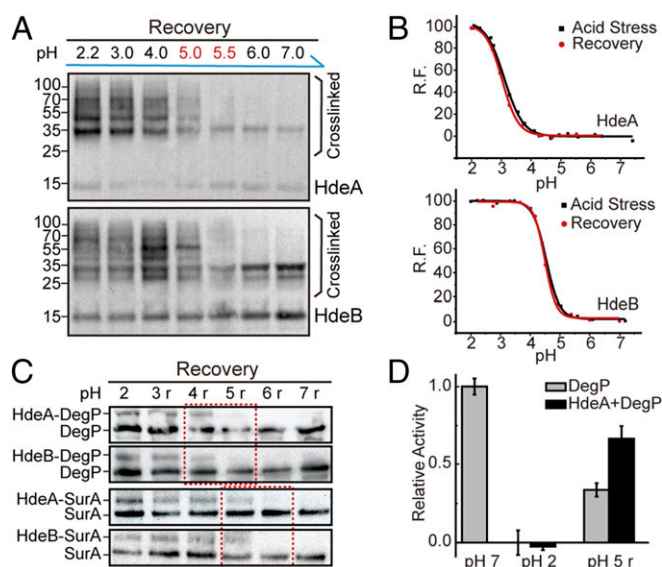 A
Recovery
pH 2.2 3.0 4.0 5.0 5.5 6.0 7.0
100
70
55
35
25
15
Crosslinked
HdeA
100
70
55
35
25
15
Crosslinked
HdeB
B
Acid Stress
Recovery
R.F.
100
80
60
40
20
0
HdeA
2 3 4 5 6 7
pH
Acid Stress
Recovery
R.F.
100
80
60
40
20
0
HdeB
2 3 4 5 6 7
pH
C
Recovery
pH 2 3 r 4 r 5 r 6 r 7 r
HdeA-DegP
DegP
HdeB-DegP
DegP
HdeA-SurA
SurA
HdeB-SurA
SurA
D
DegP
HdeA+DegP
Relative Activity
1.0
0.5
0.0
pH 7 pH 2 pH 5 r